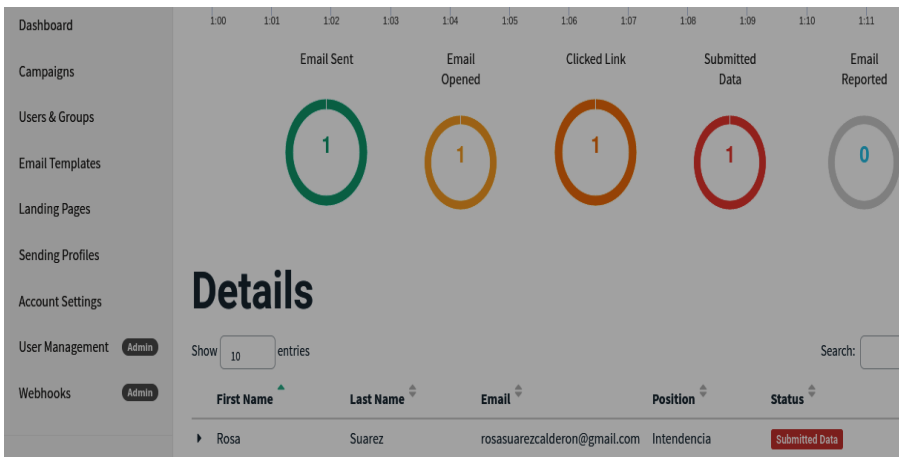 Dashboard
Campaigns
Users & Groups
Email Templates
Landing Pages
Sending Profiles
Account Settings
User Management Admin
Webhooks Admin
1:00 1:01 1:02 1:03 1:04 1:05 1:06 1:07 1:08 1:09 1:10 1:11
Email Sent
1
Email
Opened
1
Clicked Link
1
Submitted
Data
1
Email
Reported
0
Details
Show 10 entries
Search:
First Name Last Name Email Position Status
Rosa Suarez rosasuarezcalderon@gmail.com Intendencia Submitted Data